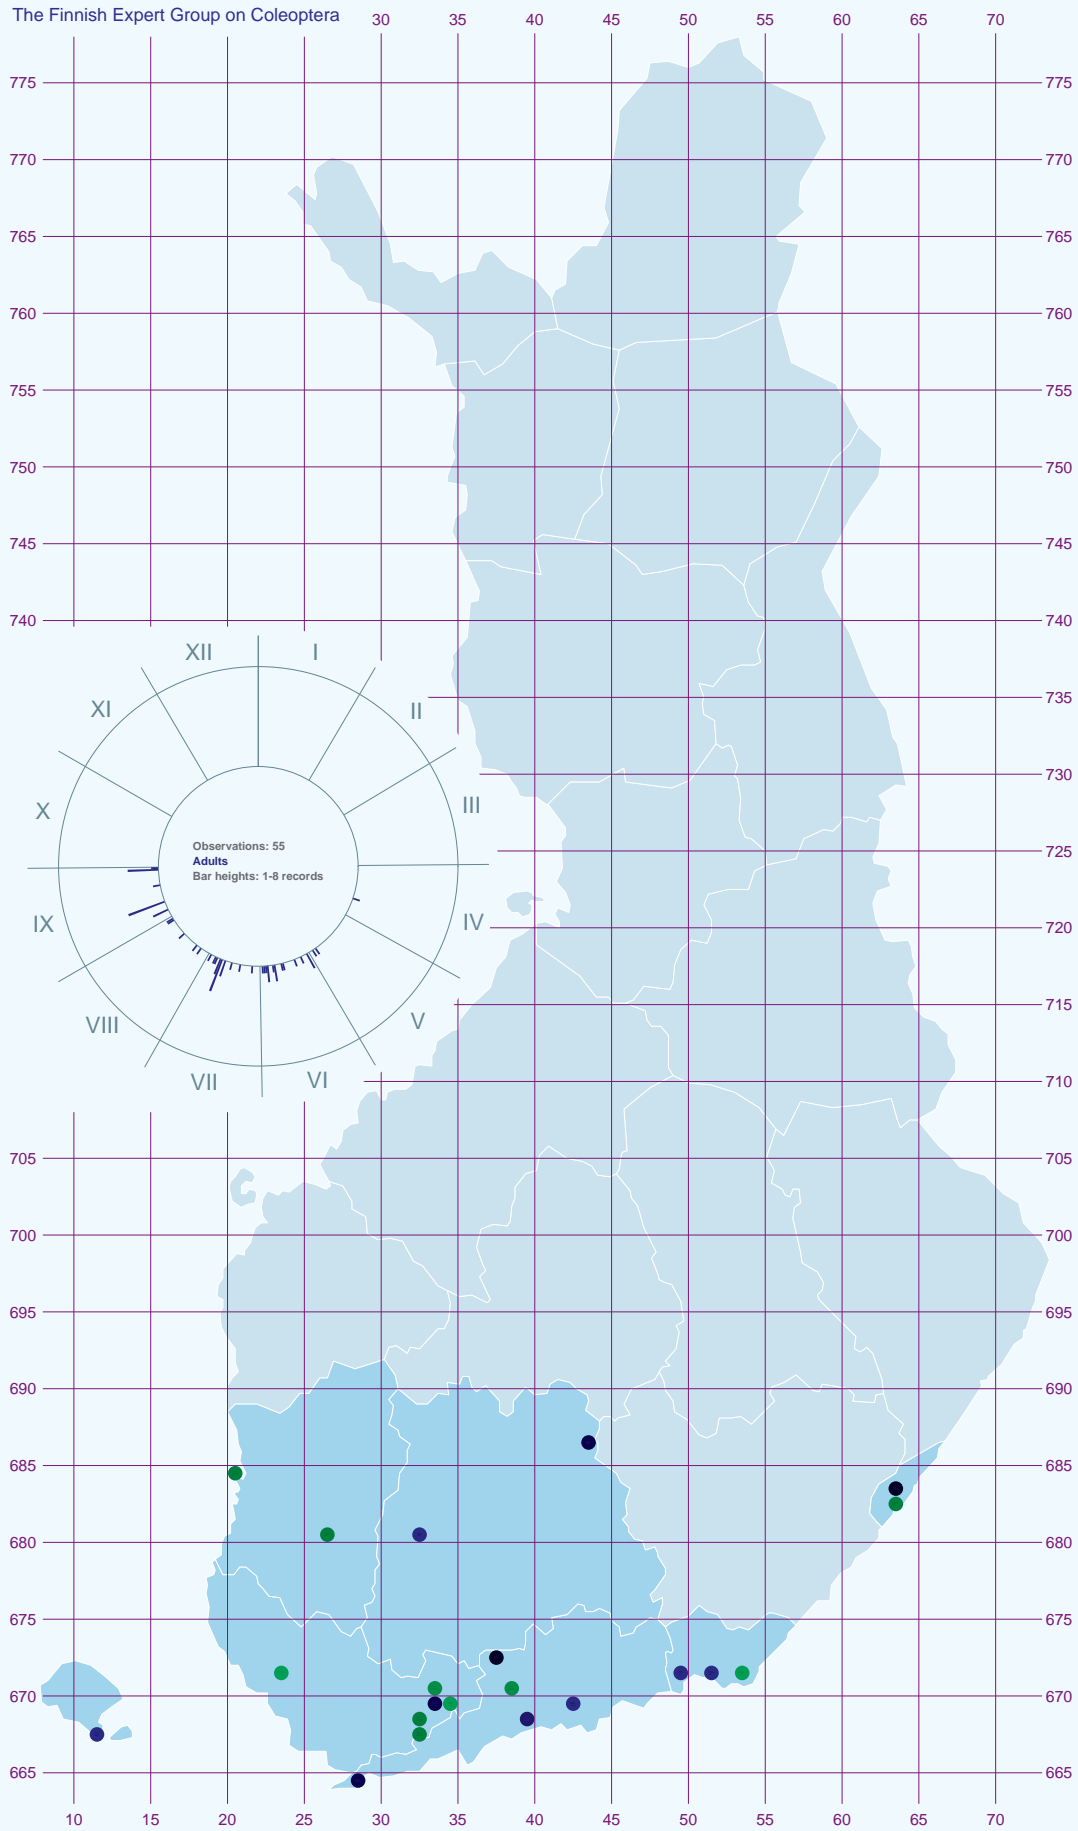 The Finnish Expert Group on Coleoptera 30 35 40 45 50 55 60 65 70
775 775
770 770
765 765
760 760
755 755
750 750
745 745
740 740
735
730
725
720
715
710
705 705
700 700
695 695
690 690
685 685
680 680
675 675
670 670
665 665
10 15 20 25 30 35 40 45 50 55 60 65 70
XII I
XI II
X III
IX IV
VIII V
VII VI
Observations: 55
Adults
Bar heights: 1-8 records